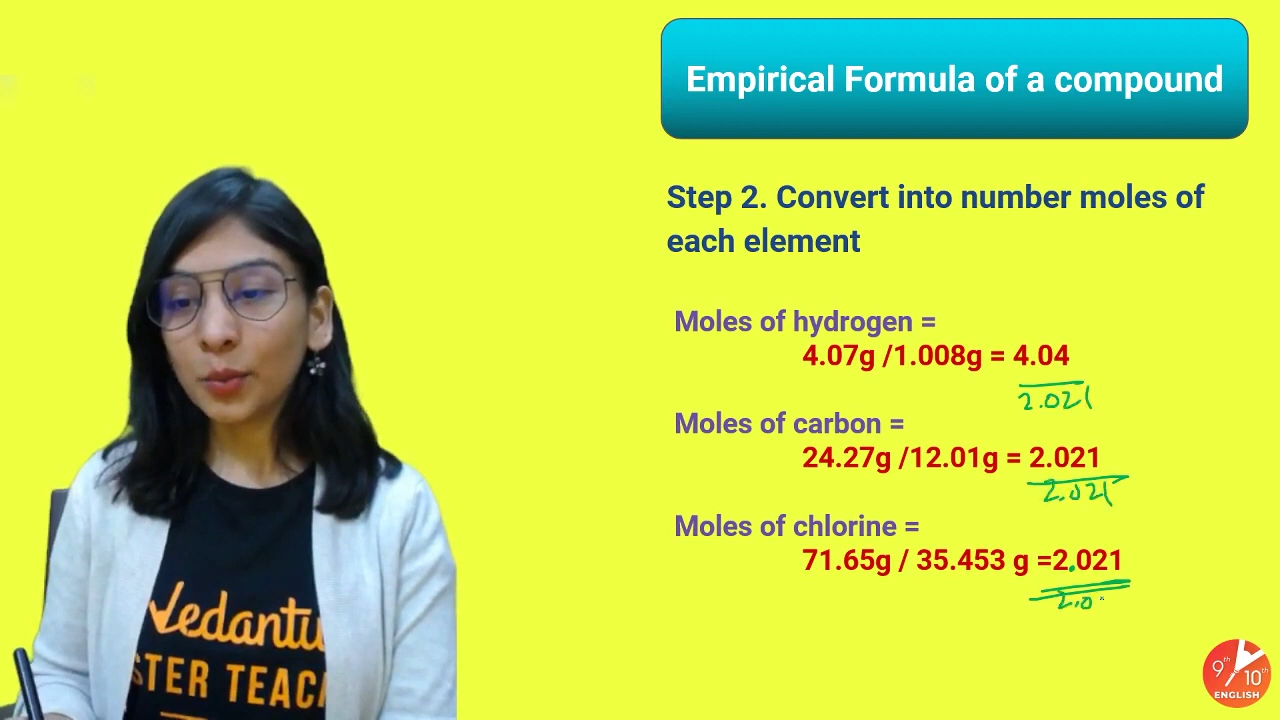 Empirical Formula of a compound
Step 2. Convert into number moles of
each element
Moles of hydrogen =
4.07g /1.008g = 4.04
2.021
Moles of carbon =
24.27g /12.01g = 2.021
2.021
Moles of chlorine =
71.65g / 35.453 g =2.021
2.0
Vedantu
STER TEAC
9th 10th
ENGLISH